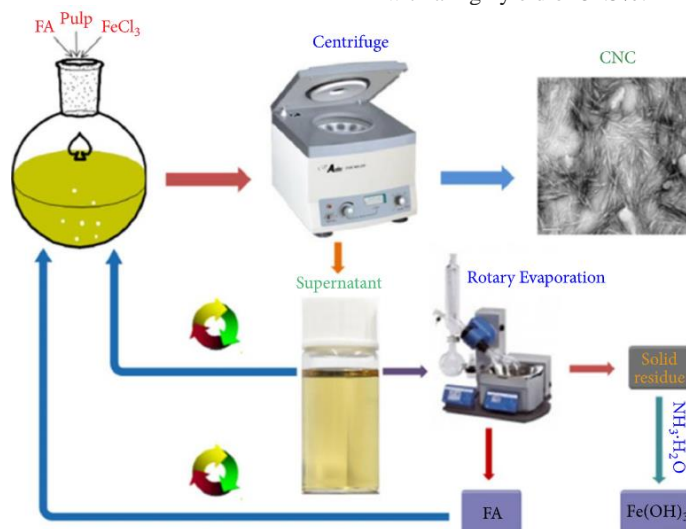 FA Pulp FeCl3
Centrifuge
CNC
Supernatant
Rotary Evaporation
Solid
residue
NH3·H2O
FA
Fe(OH)3